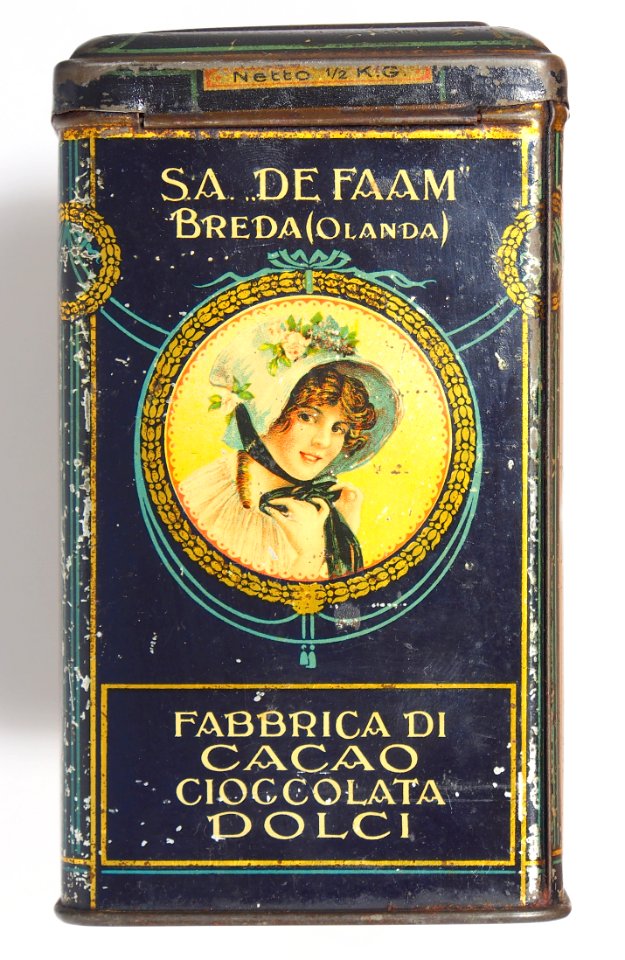 Netto ½ K.G.
S.A. „DE FAAM”
BREDA (OLANDA)
FABBRICA DI
CACAO
CIOCCOLATA
DOLCI